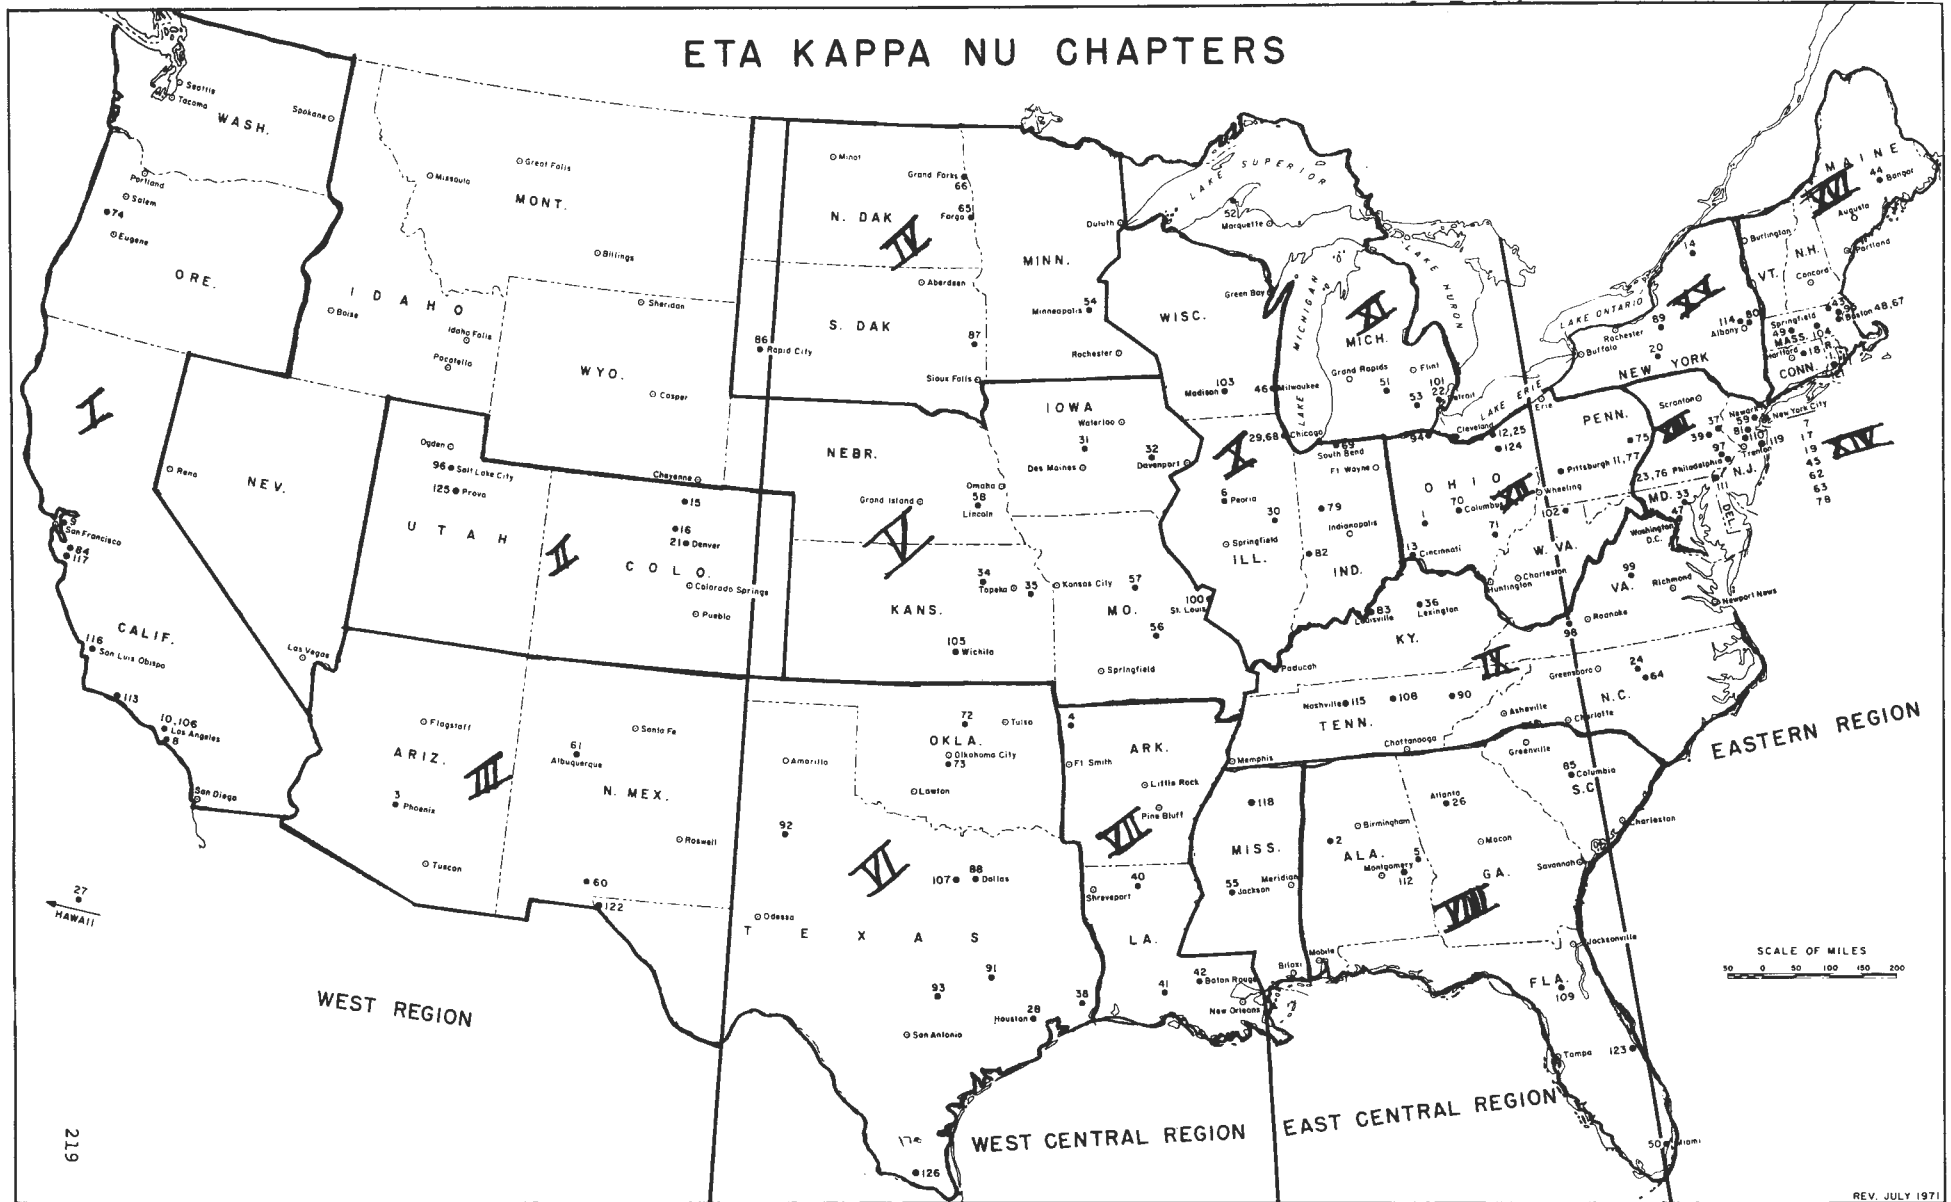 ETA KAPPA NU CHAPTERS
Seattle
Tacoma
Spokane
WASH.
Portland
Salem
74
Eugene
ORE.
Great Falls
Missoula
MONT.
Billings
IDAHO
Boise
Idaho Falls
Pocatello
Sheridan
WYO.
Casper
Cheyenne
I
Reno
NEV.
Las Vegas
9
San Francisco
84
117
CALIF.
116
San Luis Obispo
113
10,106
Los Angeles
8
San Diego
27
HAWAII
Ogden
96 Salt Lake City
125 Provo
UTAH
II
15
16
21 Denver
COLO.
Colorado Springs
Pueblo
Flagstaff
ARIZ.
III
3
Phoenix
Tuscon
Santa Fe
61
Albuquerque
N. MEX.
Roswell
60
122
WEST REGION
Minot
Grand Forks
66
65
Fargo
N. DAK
IV
Aberdeen
S. DAK
86
Rapid City
87
Sioux Falls
Duluth
MINN.
54
Minneapolis
Rochester
NEBR.
Grand Island
Omaha
58
Lincoln
V
IOWA
Waterloo
31
Des Moines
32
Davenport
34
Topeka
35
KANS.
105
Wichita
Kansas City
57
MO.
100
St. Louis
56
Springfield
72
Tulsa
OKLA.
Olkahoma City
73
Lawton
Amarillo
92
VI
107
88
Dallas
Odessa
TEXAS
91
93
28
Houston
38
San Antonio
126
4
ARK.
Ft Smith
Little Rock
Pine Bluff
VII
40
Shreveport
LA.
41
42
Baton Rouge
New Orleans
WEST CENTRAL REGION
LAKE SUPERIOR
52
Marquette
Green Bay
WISC.
103
Madison
46 Milwaukee
LAKE MICHIGAN
LAKE HURON
XI
MICH.
Grand Rapids
Flint
51
53
101
22
Detroit
29,68 Chicago
X
6
Peoria
30
Springfield
ILL.
69
South Bend
Ft Wayne
79
Indianapolis
82
IND.
94
LAKE ERIE
Cleveland
12,25
124
OHIO
XII
70
Columbus
1
71
13
Cincinnati
83
Louisville
36
Lexington
KY.
Paducah
IX
Nashville 115
108
90
TENN.
Memphis
Chattanooga
118
MISS.
55
Jackson
Meridian
Biloxi
Mobile
2
Birmingham
ALA.
Montgomery
5
112
Atlanta
26
Macon
GA.
Savannah
VIII
Greenville
85
Columbia
S.C.
Charleston
Jacksonville
FLA.
109
Tampa
123
50 Miami
EAST CENTRAL REGION
Wheeling
102
W. VA.
Charleston
Huntington
99
VA.
Richmond
Newport News
Roanoke
98
Greensboro
24
64
N.C.
Asheville
Charlotte
EASTERN REGION
Erie
PENN.
75
Pittsburgh 11,77
Scranton
XIII
37
39
97
23,76 Philadelphia
Newark
59
81
110
Trenton
119
N.J.
111
MD. 33
47
Washington D.C.
DEL.
New York City
7
17
19
45
62
63
78
XIV
LAKE ONTARIO
14
XV
89
Rochester
Buffalo
20
NEW YORK
114
80
Albany
Burlington
VT.
N.H.
Concord
MAINE
44
Bangor
XVI
Augusta
Portland
43
Boston 48,67
Springfield
49
MASS. 104
Hartford
18
R.I.
CONN.
121
SCALE OF MILES
50 0 50 100 150 200
219
REV. JULY 1971